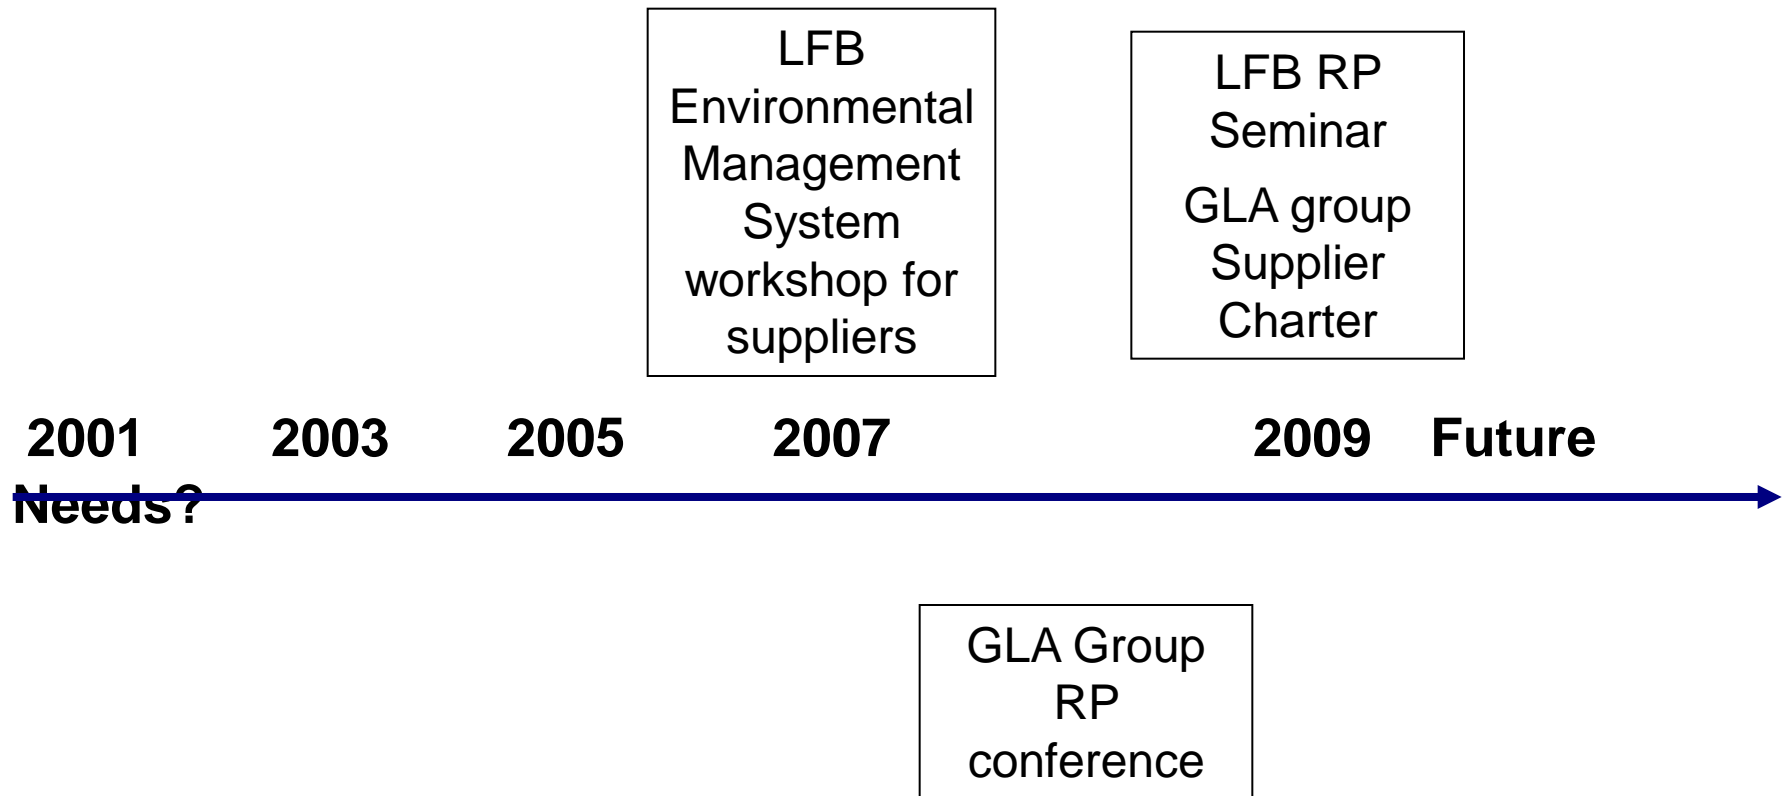 LFB
Environmental
Management
System
workshop for
suppliers
LFB RP
Seminar
GLA group
Supplier
Charter
2001 2003 2005 2007 2009 Future
Needs?
GLA Group
RP
conference